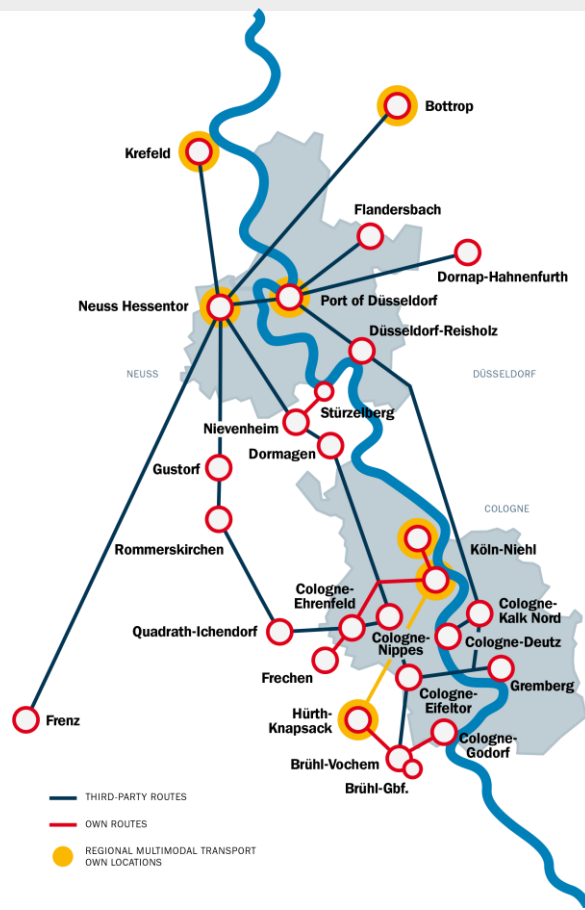 Bottrop
Krefeld
Flandersbach
Dornap-Hahnenfurth
Neuss Hessentor
Port of Düsseldorf
Düsseldorf-Reisholz
NEUSS
DÜSSELDORF
Stürzelberg
Nievenheim
Dormagen
Gustorf
COLOGNE
Rommerskirchen
Köln-Niehl
Cologne-
Ehrenfeld
Cologne-
Kalk Nord
Quadrath-Ichendorf
Cologne-
Nippes
Cologne-Deutz
Frechen
Gremberg
Cologne-
Eifeltor
Hürth-
Knapsack
Frenz
Cologne-
Godorf
Brühl-Vochem
Brühl-Gbf.
THIRD-PARTY ROUTES
OWN ROUTES
REGIONAL MULTIMODAL TRANSPORT
OWN LOCATIONS